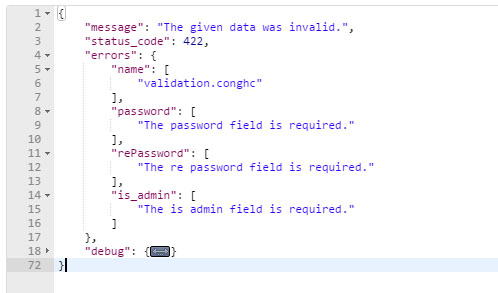 1 {
2 "message": "The given data was invalid.",
3 "status_code": 422,
4 "errors": {
5 "name": [
6 "validation.conghc"
7 ],
8 "password": [
9 "The password field is required."
10 ],
11 "rePassword": [
12 "The re password field is required."
13 ],
14 "is_admin": [
15 "The is admin field is required."
16 ]
17 },
18 "debug": {}
72 }